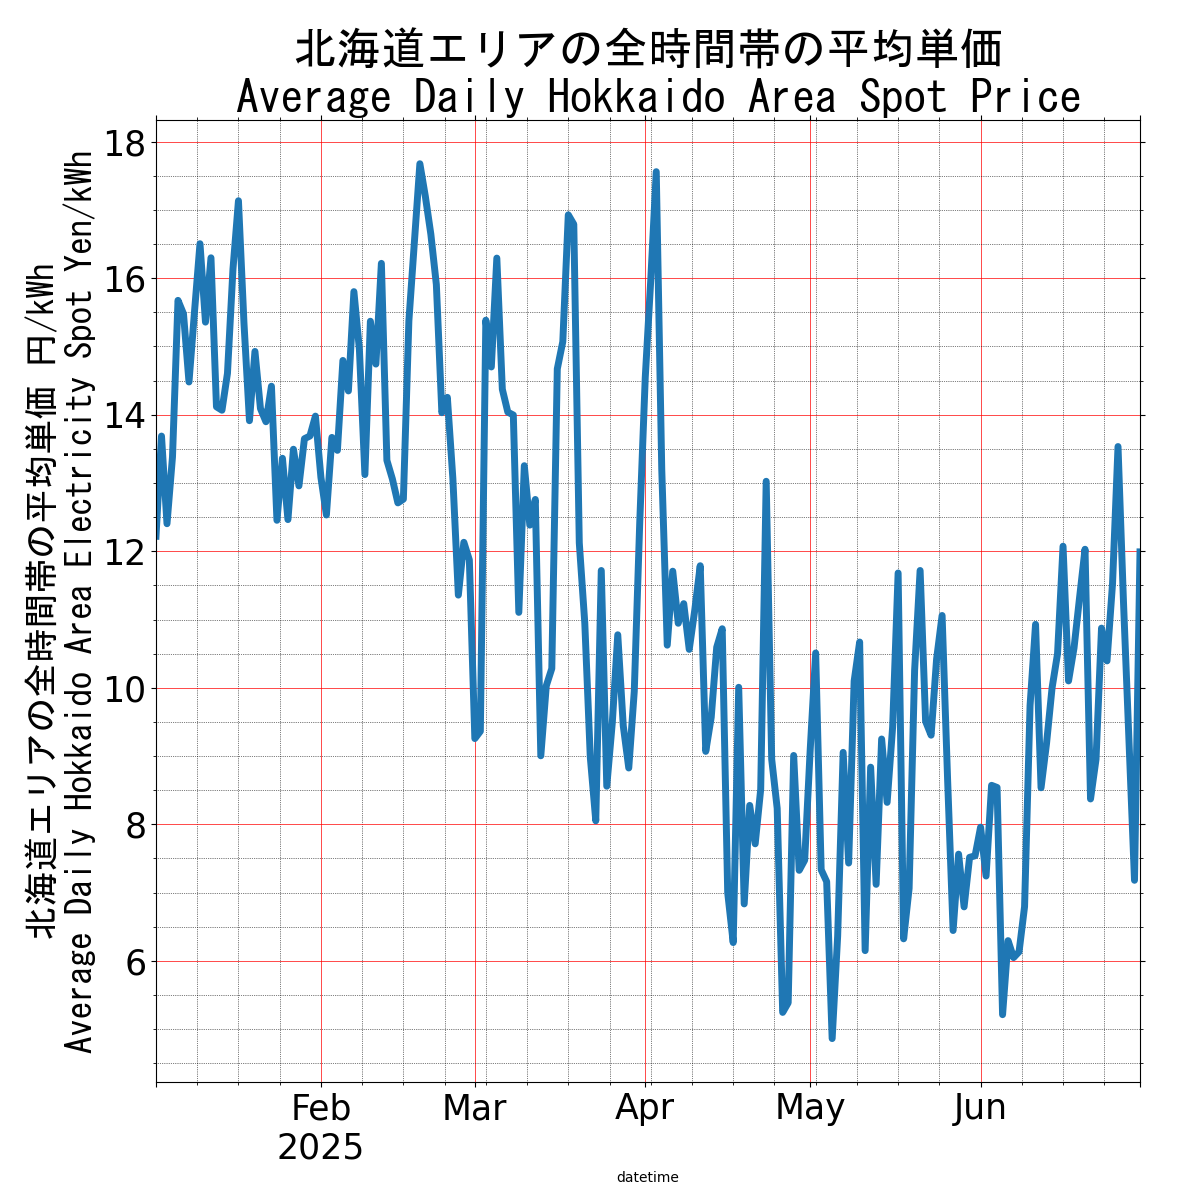 北海道エリアの全時間帯の平均単価
Average Daily Hokkaido Area Spot Price
北海道エリアの全時間帯の平均単価 円/kWh
Average Daily Hokkaido Area Electricity Spot Yen/kWh
18
16
14
12
10
8
6
Feb
2025
Mar
Apr
May
Jun
datetime